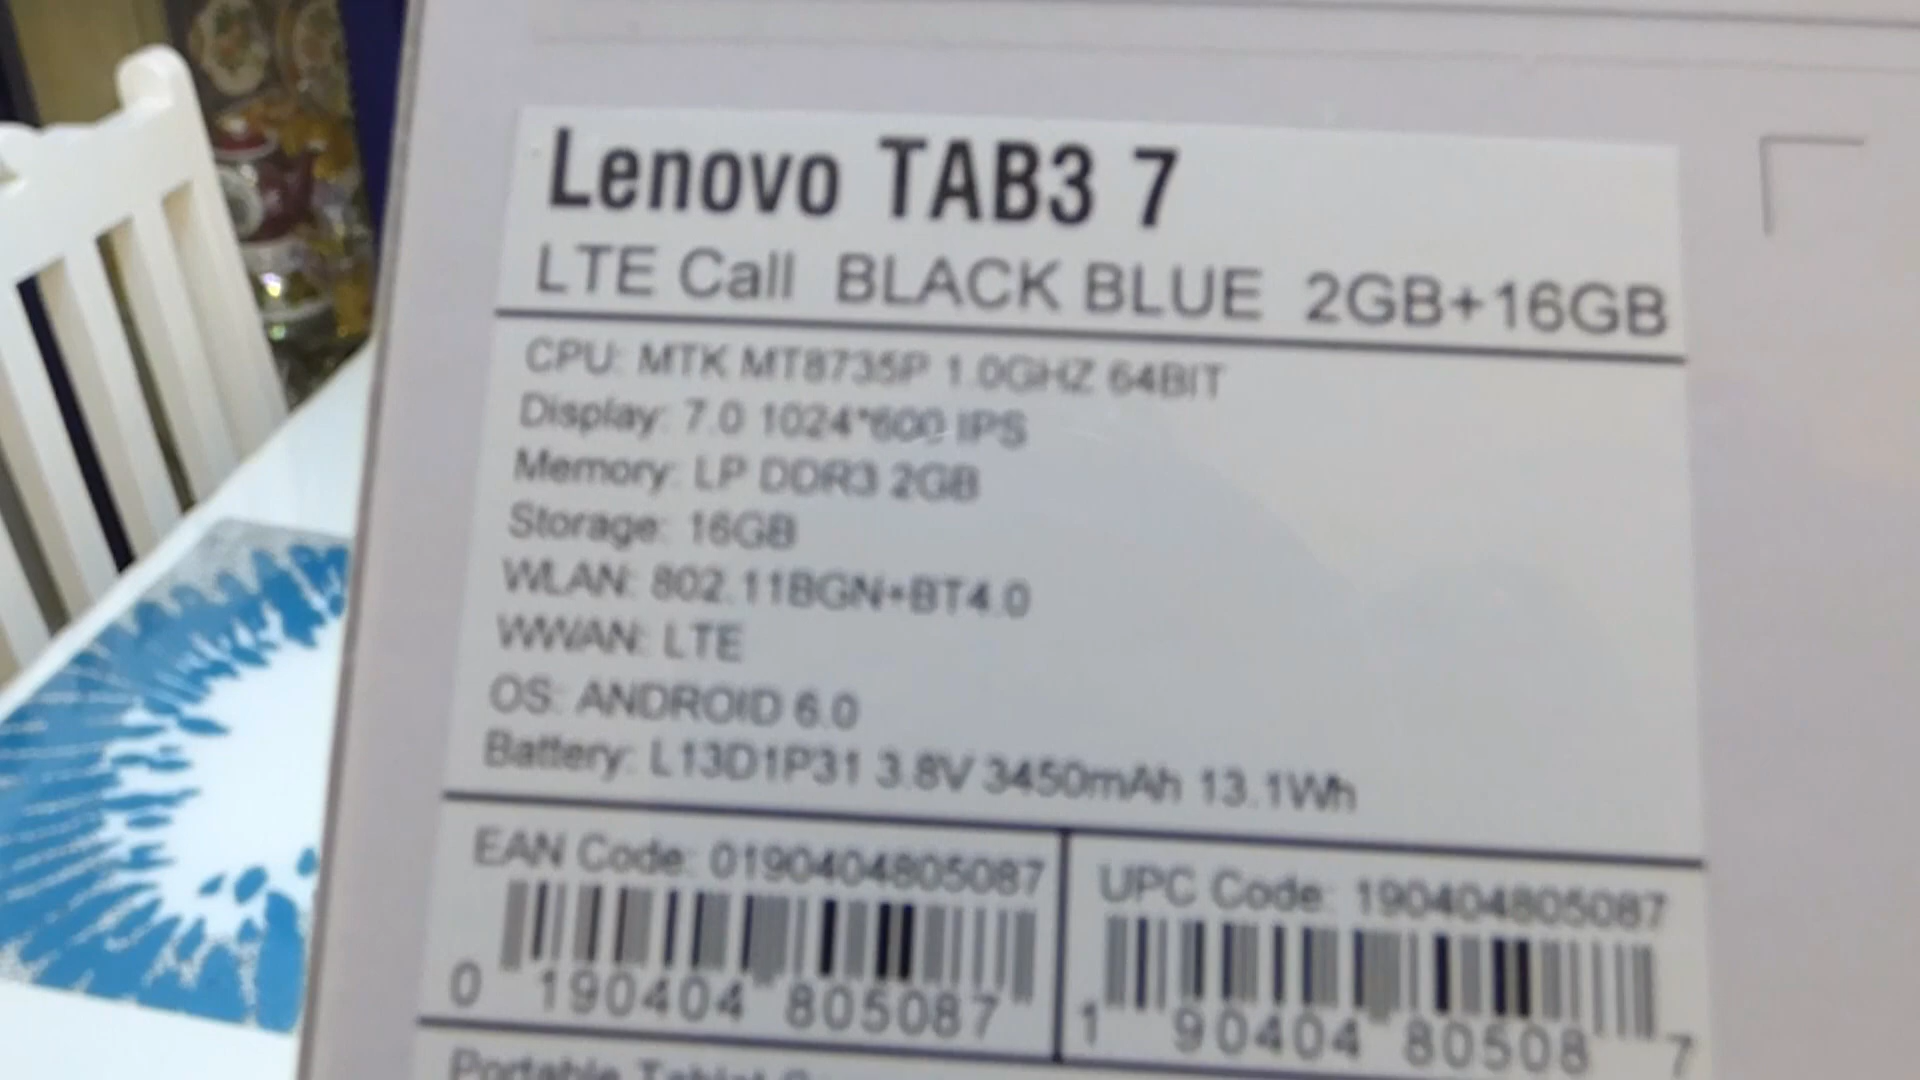 Lenovo TAB3 7
LTE Call BLACK BLUE 2GB+16GB
CPU: MTK MT8735P 1.0GHZ 64BIT
Display: 7.0 1024*600 IPS
Memory: LP DDR3 2GB
Storage: 16GB
WLAN: 802.11BGN+BT4.0
WWAN: LTE
OS: ANDROID 6.0
Battery: L13D1P31 3.8V 3450mAh 13.1Wh
EAN Code: 0190404805087
0 190404 805087
UPC Code: 190404805087
1 90404 80508 7
Portable Tablet